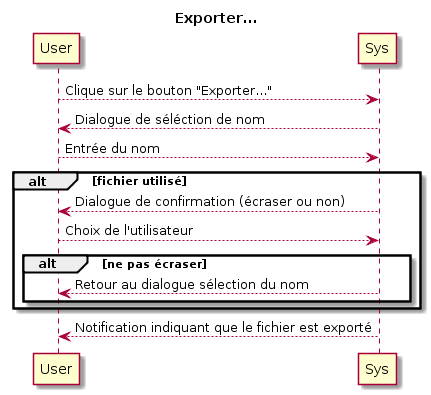 Exporter...
User
Sys
Clique sur le bouton "Exporter..."
Dialogue de séléction de nom
Entrée du nom
alt [fichier utilisé]
Dialogue de confirmation (écraser ou non)
Choix de l'utilisateur
alt [ne pas écraser]
Retour au dialogue sélection du nom
Notification indiquant que le fichier est exporté
User
Sys